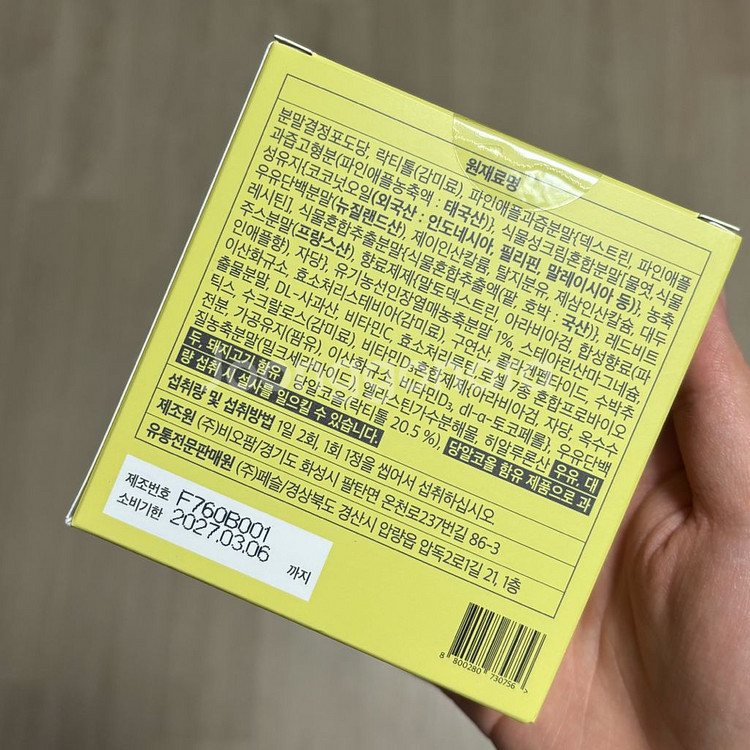 원재료명
분말결정포도당, 락티톨(감미료), 파인애플과즙분말{덱스트린, 파인애플
과즙고형분(파인애플농축액 : 태국산)}, 식물성크림혼합분말[물엿,식물
성유지{코코넛오일(외국산 : 인도네시아, 필리핀, 말레이시아 등)}, 농축
우유단백분말(뉴질랜드산) 제이인산칼륨, 탈지분유, 제삼인산칼슘, 대두
레시틴], 식물혼합추출분말{식물혼합추출액(팥, 호박 : 국산)}, 레드비트
주스분말(프랑스산) 향료제제(말토덱스트린, 아라비아검, 합성향료(파
인애플향), 자당), 유기농선인장열매농축분말 1%, 스테아린산마그네슘
이산화규소, 효소처리스테비아(감미료), 구연산, 콜라겐펩타이드, 수박추
출물분말, DL-사과산, 비타민C, 효소처리루틴,
틱스, 수크랄로스(감미료), 비타민D
전분, 가공유지(팜유), 이산화규소, 비타민D₃, dl-α-토코페롤), 우유단백
질농축분말(밀크세라마이드), 엘라스틴가수분해물, 히알루론산 우유, 대
두, 돼지고기 함유 당알코올(락티톨 20.5%), 당알코올 함유 제품으로 과
량 섭취 시 설사를 일으킬 수 있습니다.
섭취량 및 섭취방법 1일 2회, 1회 1정을 씹어서 섭취하십시오
제조원 (주)비오팜/경기도 화성시 팔탄면 온천로237번길 86-3
유통전문판매원 (주)페슬/경상북도 경산시 압량읍 압독2로1길 21, 1층
제조번호 F760B001
소비기한 2027.03.06 까지
8 800280 730756 >